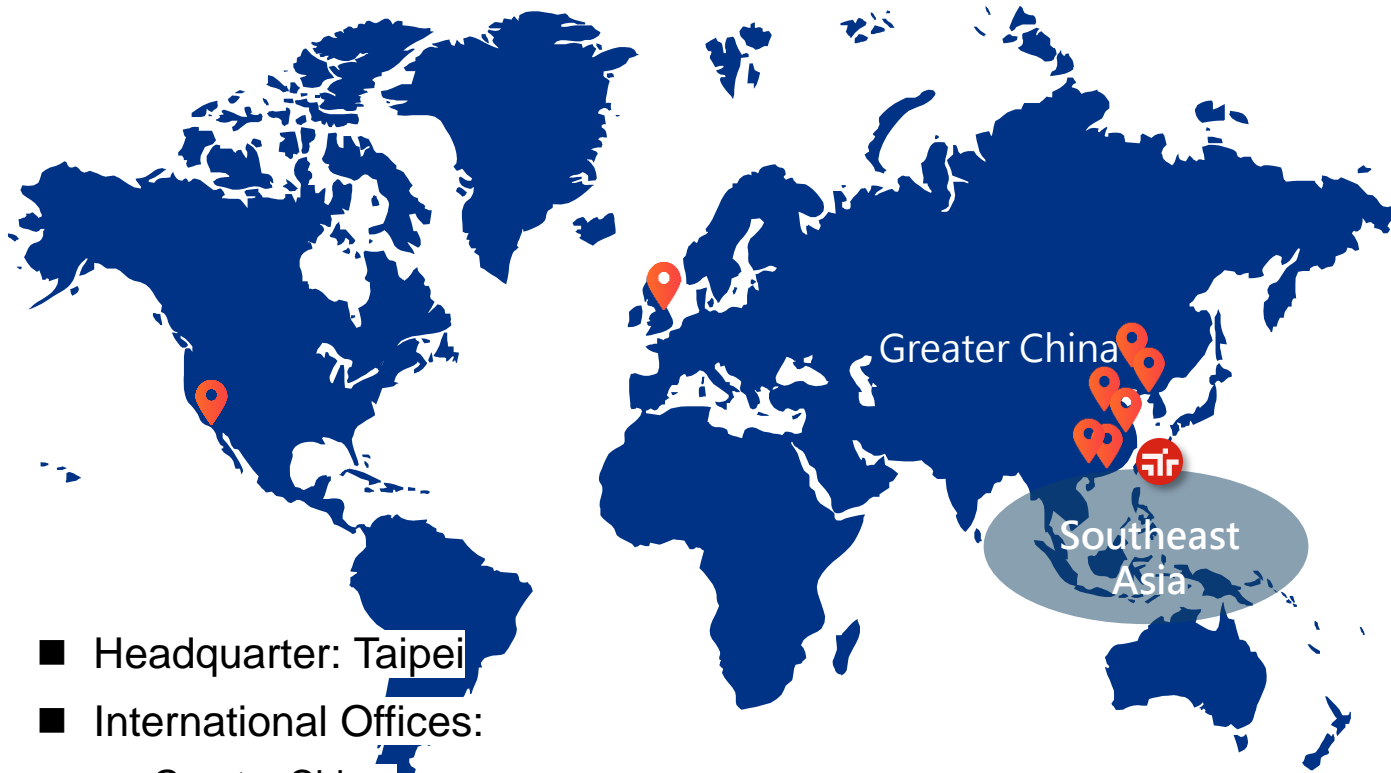 Greater China
Southeast
Asia
Headquarter: Taipei
International Offices: